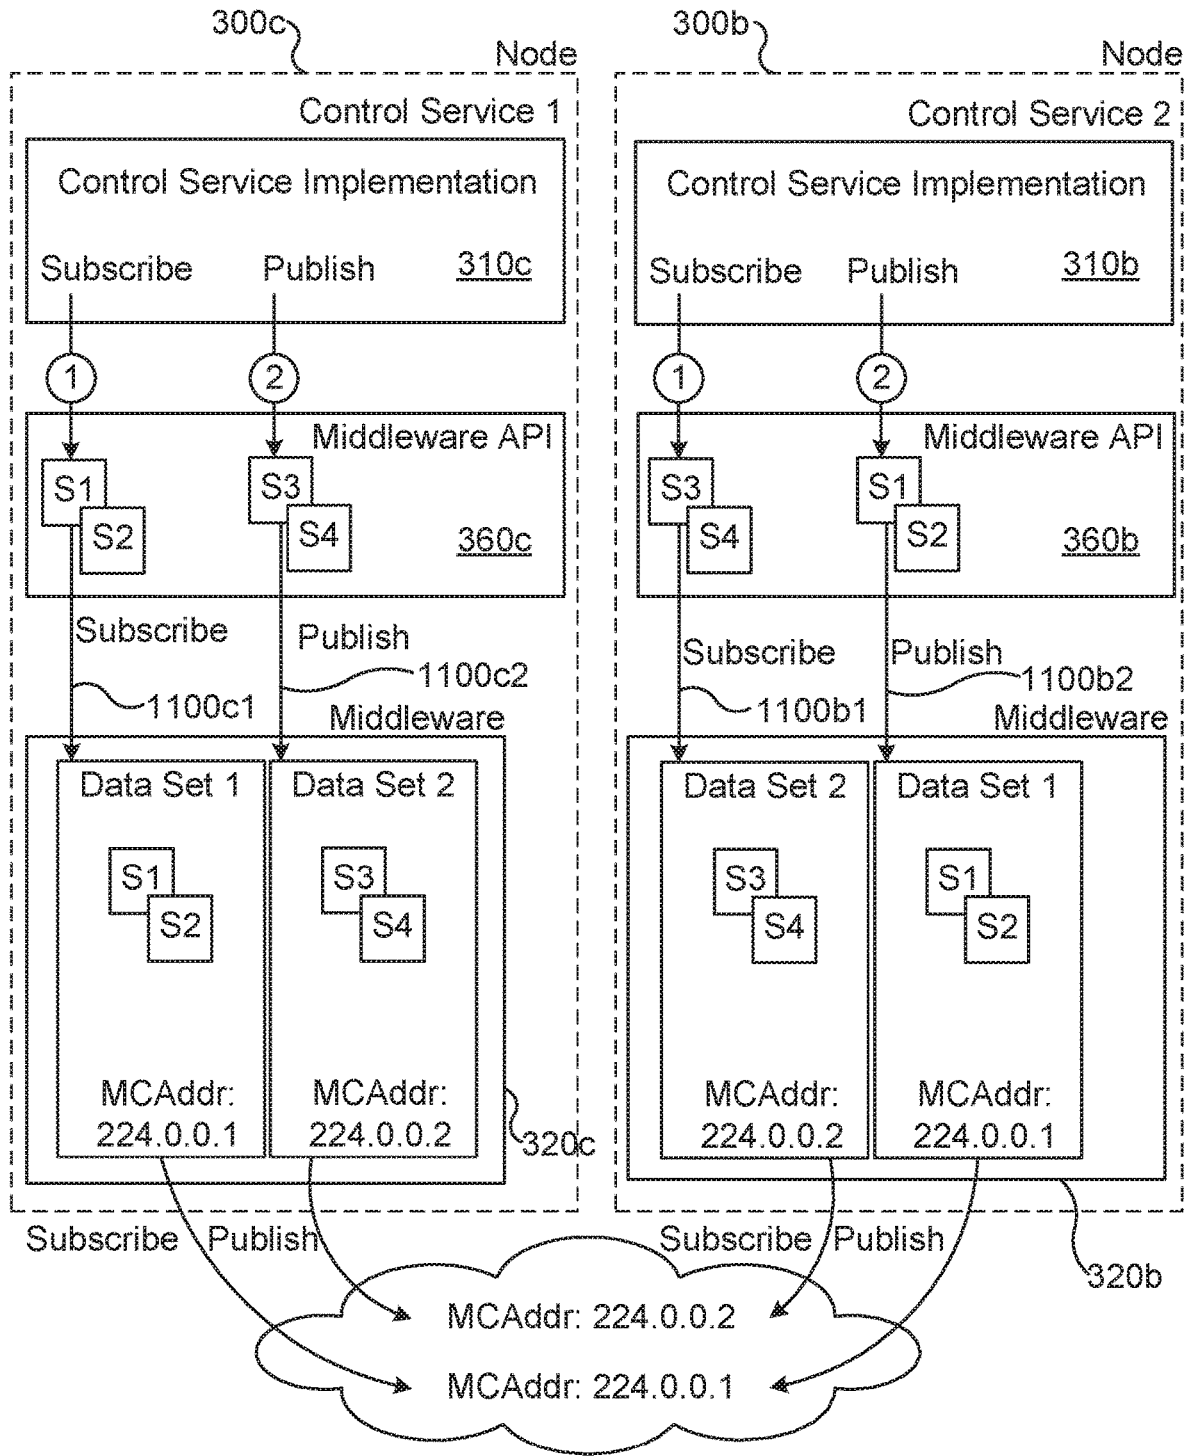 300c
300b
Node
Node
Control Service 1
Control Service 2
Control Service Implementation
Control Service Implementation
Subscribe
Publish
310c
Subscribe
Publish
310b
1
2
1
2
Middleware API
Middleware API
S1
S2
S3
S4
360c
S3
S4
S1
S2
360b
Subscribe
Publish
Subscribe
Publish
1100c1
1100c2
1100b1
1100b2
Middleware
Middleware
Data Set 1
Data Set 2
Data Set 2
Data Set 1
S1
S2
S3
S4
S3
S4
S1
S2
MCAddr:
224.0.0.1
MCAddr:
224.0.0.2
MCAddr:
224.0.0.2
MCAddr:
224.0.0.1
320c
Subscribe
Publish
Subscribe
Publish
320b
MCAddr: 224.0.0.2
MCAddr: 224.0.0.1